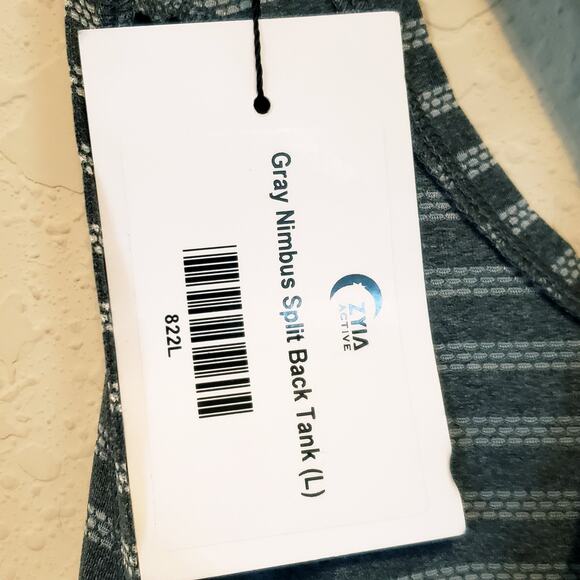 ZYIA
ACTIVE
Gray Nimbus Split Back Tank (L)
822L